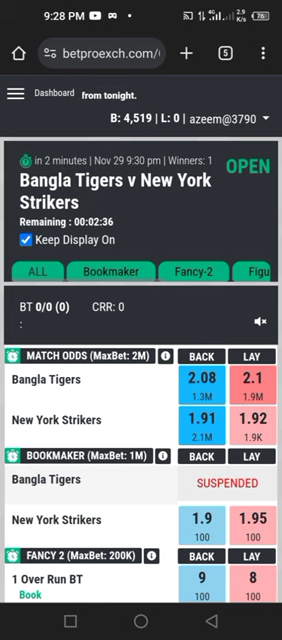 9:28 PM
4G
2.9 K/s
76
betproexch.com/
5
Dashboard from tonight.
B: 4,519 | L: 0 | azeem@3790
in 2 minutes | Nov 29 9:30 pm | Winners: 1
OPEN
Bangla Tigers v New York
Strikers
Remaining : 00:02:36
Keep Display On
ALL Bookmaker Fancy-2 Figu
BT 0/0 (0) CRR: 0
:
MATCH ODDS (MaxBet: 2M) BACK LAY
Bangla Tigers 2.08 2.1
1.3M 1.9M
New York Strikers 1.91 1.92
2.1M 1.9K
BOOKMAKER (MaxBet: 1M) BACK LAY
Bangla Tigers SUSPENDED
New York Strikers 1.9 1.95
100 100
FANCY 2 (MaxBet: 200K) BACK LAY
1 Over Run BT 9 8
Book 100 100